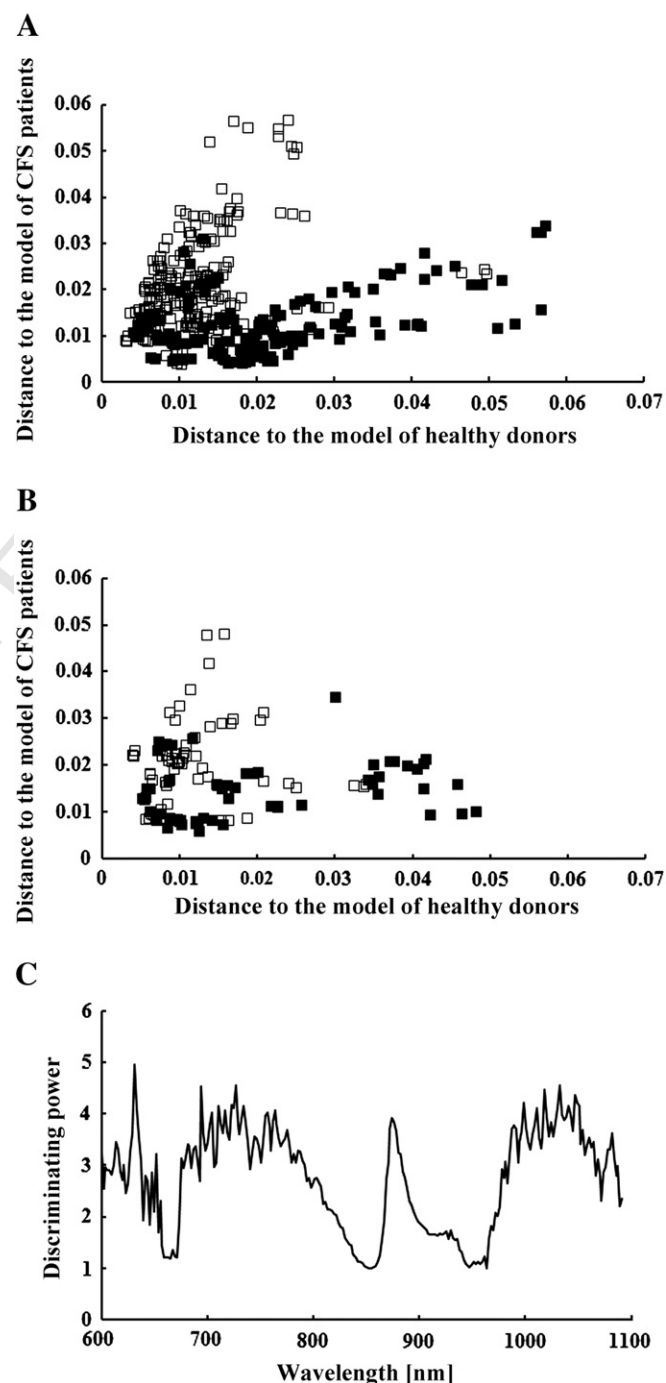 A
Distance to the model of CFS patients
0.06
0.05
0.04
0.03
0.02
0.01
0
0 0.01 0.02 0.03 0.04 0.05 0.06 0.07
Distance to the model of healthy donors
B
Distance to the model of CFS patients
0.06
0.05
0.04
0.03
0.02
0.01
0
0 0.01 0.02 0.03 0.04 0.05 0.06 0.07
Distance to the model of healthy donors
C
Discriminating power
6
5
4
3
2
1
0
600 700 800 900 1000 1100
Wavelength [nm]